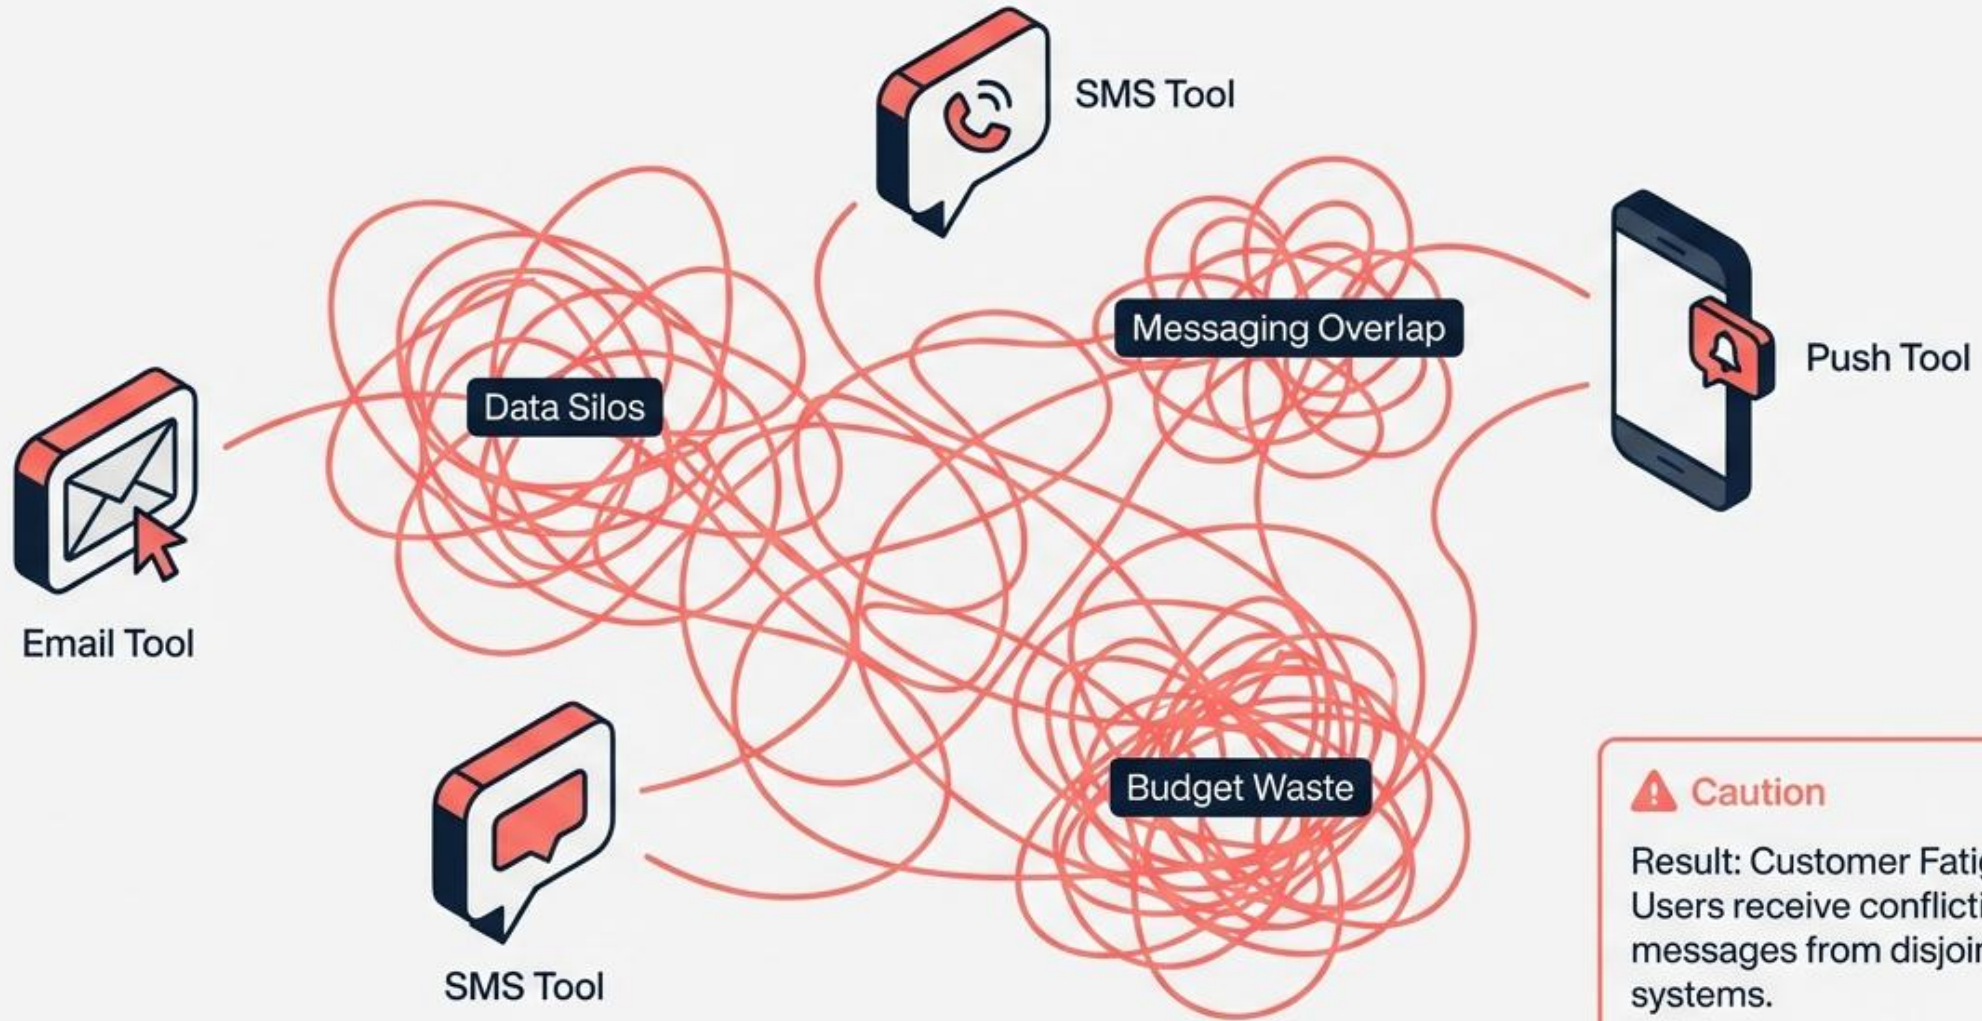 SMS Tool
Messaging Overlap
Push Tool
Data Silos
Email Tool
Budget Waste
Caution
Result: Customer
Users receive
messages from
systems.
SMS Tool